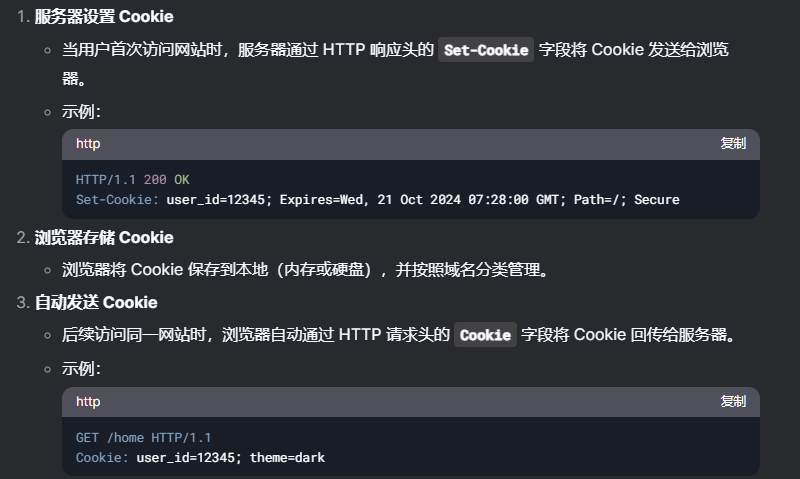 1. 服务器设置 Cookie
当用户首次访问网站时，服务器通过 HTTP 响应头的 Set-Cookie 字段将 Cookie 发送给浏览
器。
示例：
http 复制
HTTP/1.1 200 OK
Set-Cookie: user_id=12345; Expires=Wed, 21 Oct 2024 07:28:00 GMT; Path=/; Secure
2. 浏览器存储 Cookie
浏览器将 Cookie 保存到本地（内存或硬盘），并按照域名分类管理。
3. 自动发送 Cookie
后续访问同一网站时，浏览器自动通过 HTTP 请求头的 Cookie 字段将 Cookie 回传给服务器。
示例：
http 复制
GET /home HTTP/1.1
Cookie: user_id=12345; theme=dark